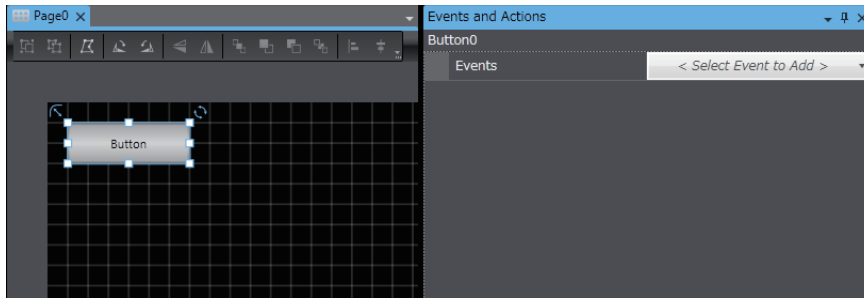 Page0
Events and Actions
Button0
Events
< Select Event to Add >
Button